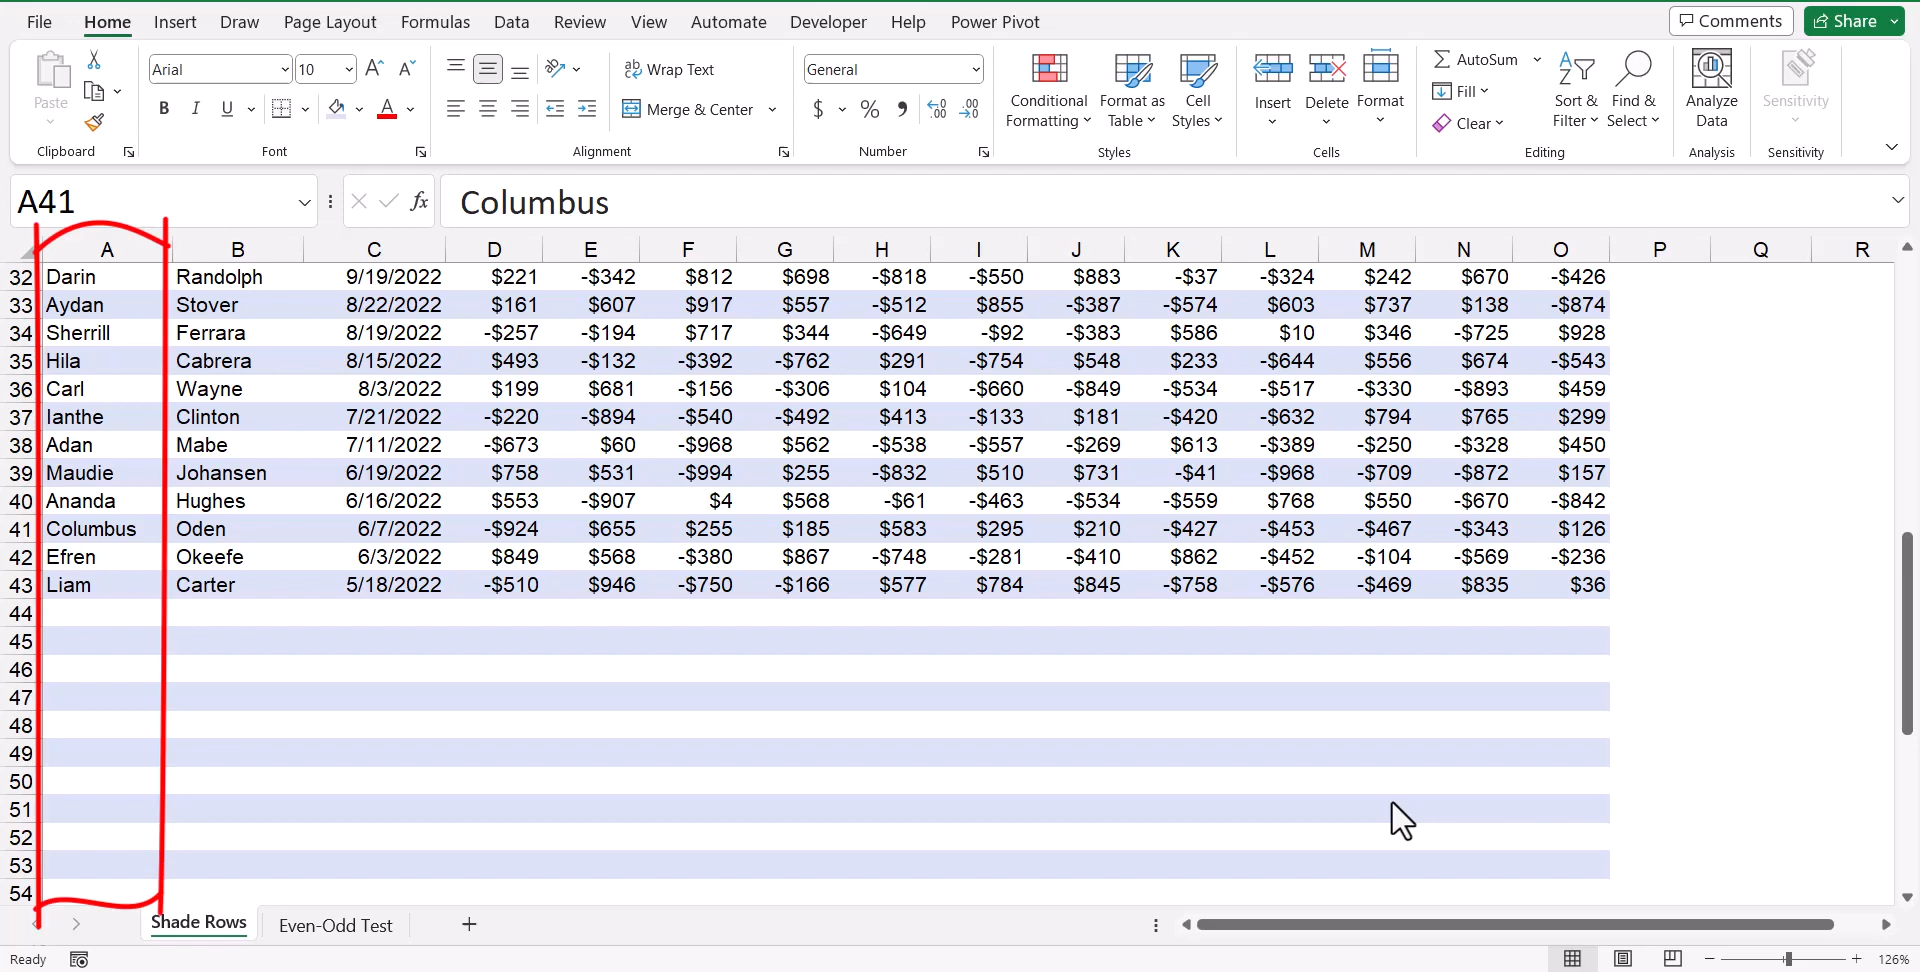 File Home Insert Draw Page Layout Formulas Data Review View Automate Developer Help Power Pivot Comments Share
Paste
Clipboard
Arial 10
B I U A
Font
ab Wrap Text
Merge & Center
Alignment
General
$ % , .00
Number
Conditional Formatting
Format as Table
Cell Styles
Styles
Insert Delete Format
Cells
AutoSum
Fill
Clear
Sort & Filter
Find & Select
Editing
Analyze Data
Analysis
Sensitivity
Sensitivity
A41 fx Columbus
A B C D E F G H I J K L M N O P Q R
32 Darin Randolph 9/19/2022 $221 -$342 $812 $698 -$818 -$550 $883 -$37 -$324 $242 $670 -$426
33 Aydan Stover 8/22/2022 $161 $607 $917 $557 -$512 $855 -$387 -$574 $603 $737 $138 -$874
34 Sherrill Ferrara 8/19/2022 -$257 -$194 $717 $344 -$649 -$92 -$383 $586 $10 $346 -$725 $928
35 Hila Cabrera 8/15/2022 $493 -$132 -$392 -$762 $291 -$754 $548 $233 -$644 $556 $674 -$543
36 Carl Wayne 8/3/2022 $199 $681 -$156 -$306 $104 -$660 -$849 -$534 -$517 -$330 -$893 $459
37 Ianthe Clinton 7/21/2022 -$220 -$894 -$540 -$492 $413 -$133 $181 -$420 -$632 $794 $765 $299
38 Adan Mabe 7/11/2022 -$673 $60 -$968 $562 -$538 -$557 -$269 $613 -$389 -$250 -$328 $450
39 Maudie Johansen 6/19/2022 $758 $531 -$994 $255 -$832 $510 $731 -$41 -$968 -$709 -$872 $157
40 Ananda Hughes 6/16/2022 $553 -$907 $4 $568 -$61 -$463 -$534 -$559 $768 $550 -$670 -$842
41 Columbus Oden 6/7/2022 -$924 $655 $255 $185 $583 $295 $210 -$427 -$453 -$467 -$343 $126
42 Efren Okeefe 6/3/2022 $849 $568 -$380 $867 -$748 -$281 -$410 $862 -$452 -$104 -$569 -$236
43 Liam Carter 5/18/2022 -$510 $946 -$750 -$166 $577 $784 $845 -$758 -$576 -$469 $835 $36
44
45
46
47
48
49
50
51
52
53
54
Shade Rows Even-Odd Test +
Ready 126%